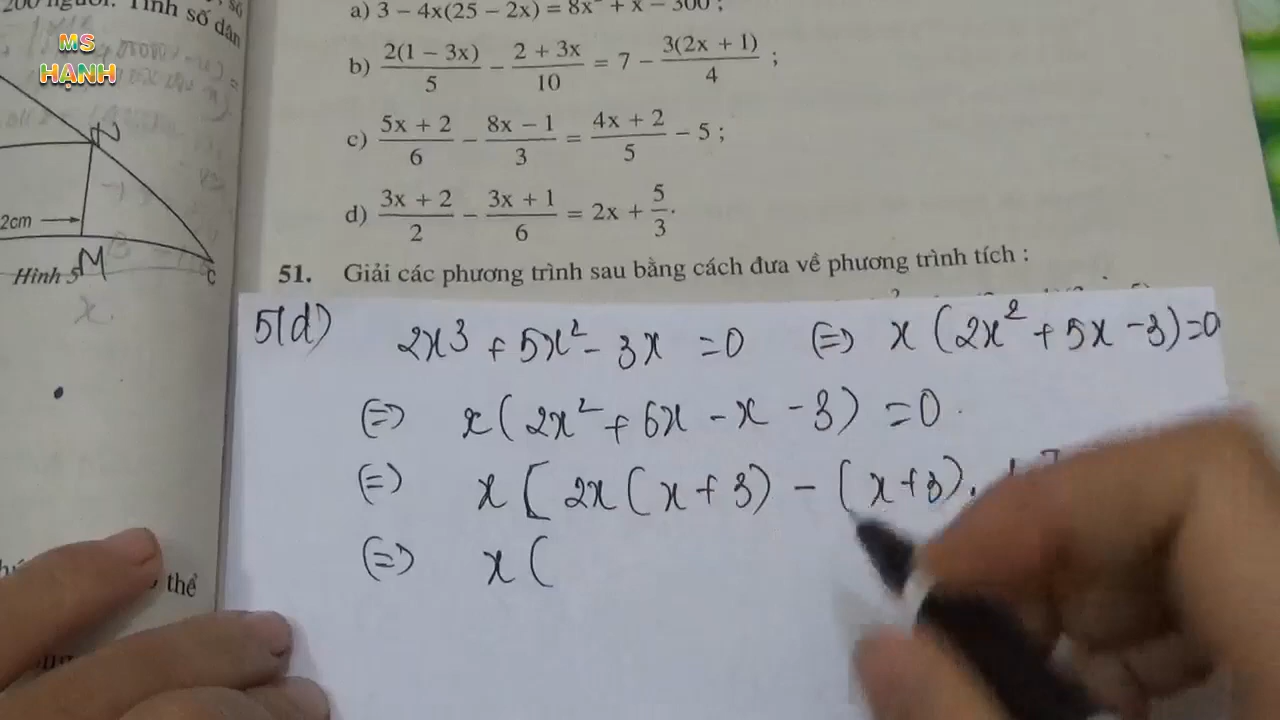 số dân
MS
HẠNH
N
2cm
M
Hình 5
C
x
thể
a) 3 − 4x(25 − 2x) = 8x² + x − 300 ;
b) 2(1 − 3x)/5 − (2 + 3x)/10 = 7 − 3(2x + 1)/4 ;
c) (5x + 2)/6 − (8x − 1)/3 = (4x + 2)/5 − 5 ;
d) (3x + 2)/2 − (3x + 1)/6 = 2x + 5/3.
51. Giải các phương trình sau bằng cách đưa về phương trình tích :
51d) 2x³ + 5x² − 3x = 0 (=) x (2x² + 5x − 3) = 0
(=) x (2x² + 6x − x − 3) = 0
(=) x [ 2x (x + 3) − (x + 3).
(=) x (